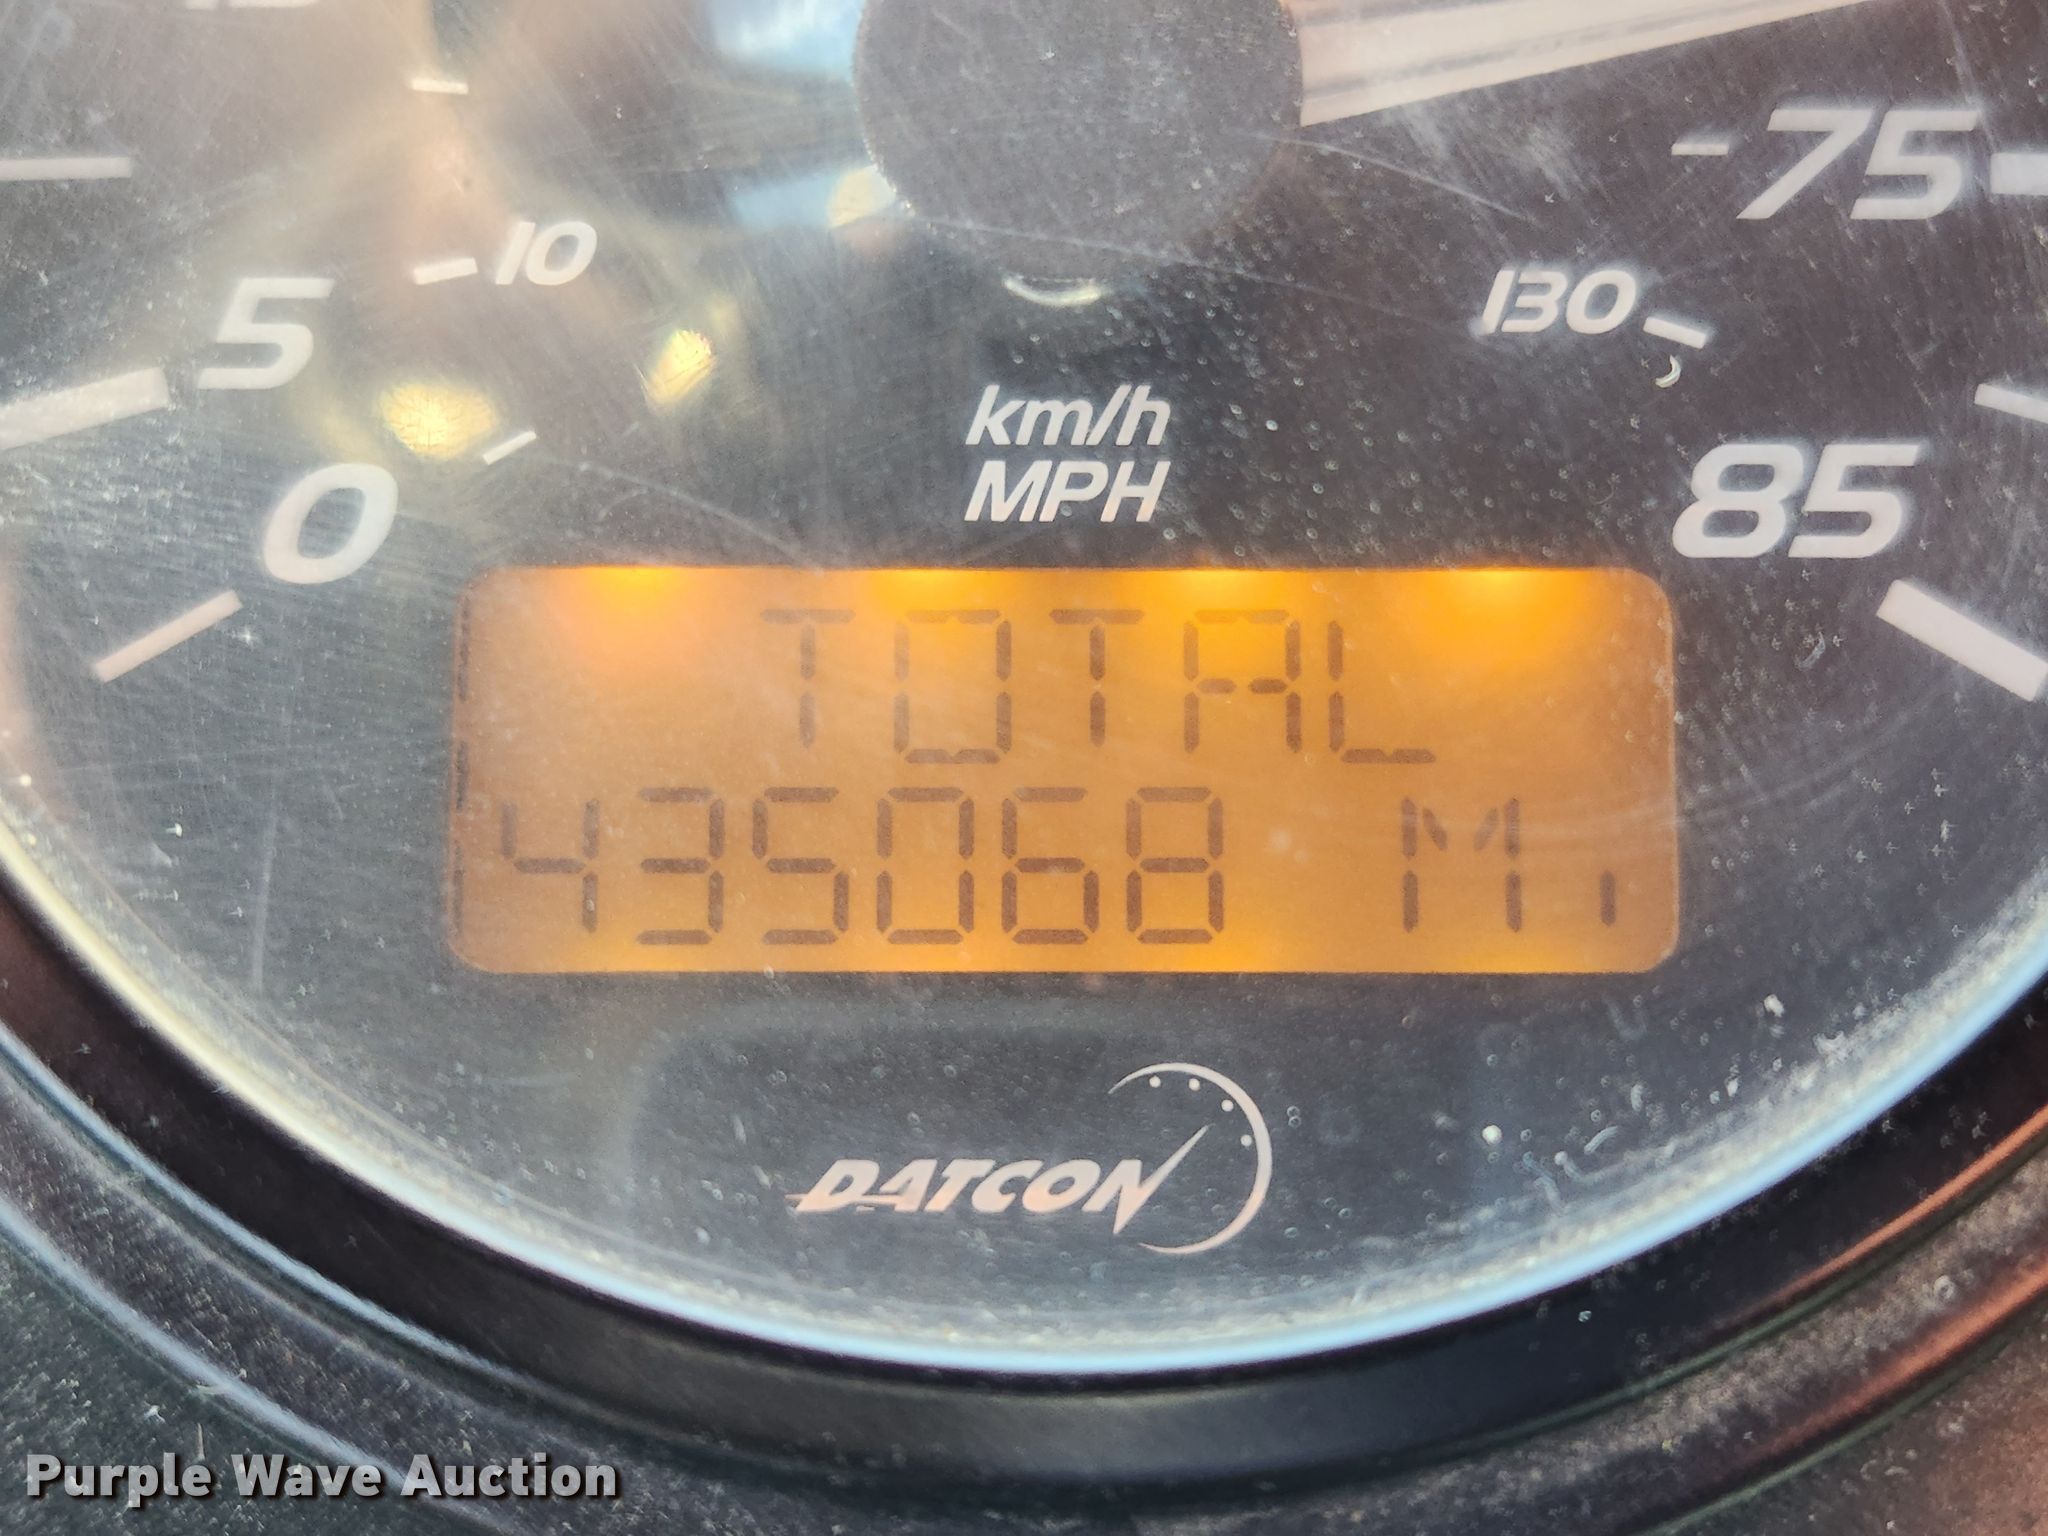 75
10
130
5
km/h
MPH
0
85
TOTAL
435068 Mi
DATCON
Purple Wave Auction